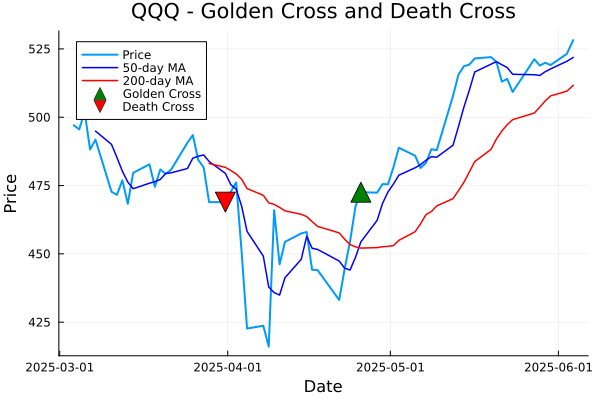 QQQ - Golden Cross and Death Cross
Price
50-day MA
200-day MA
Golden Cross
Death Cross
525
500
475
450
425
Price
2025-03-01
2025-04-01
2025-05-01
2025-06-01
Date